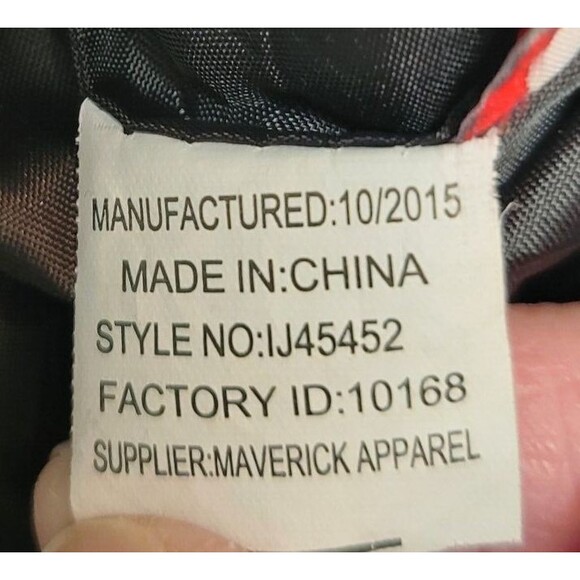 MANUFACTURED:10/2015
MADE IN:CHINA
STYLE NO:IJ45452
FACTORY ID:10168
SUPPLIER:MAVERICK APPAREL